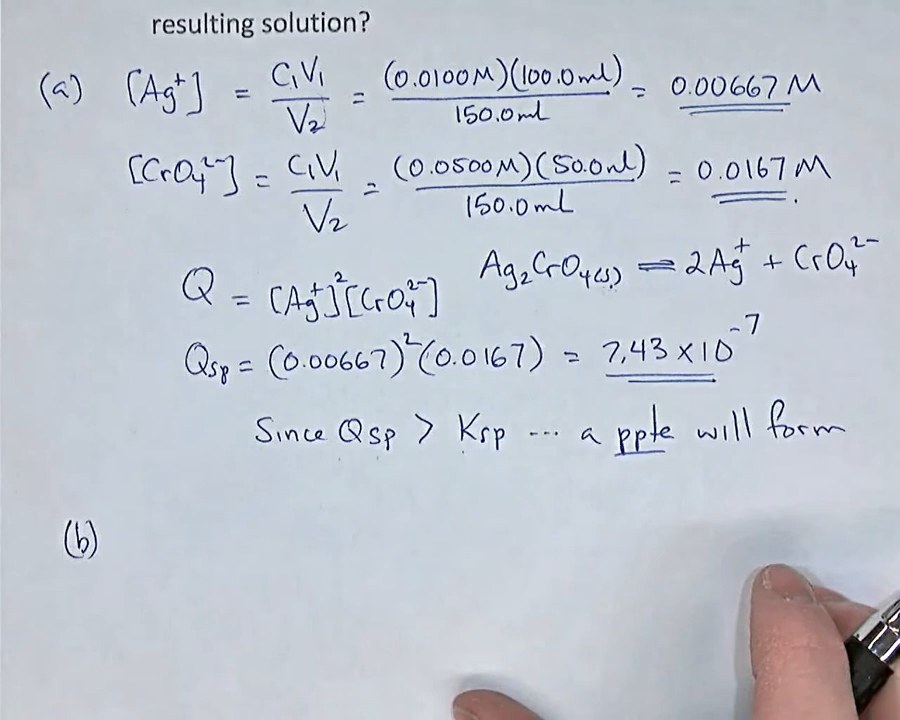 resulting solution?
(a) [Ag⁺] = C₁V₁/V₂ = (0.0100M)(100.0ml)/150.0ml = 0.00667M
[CrO₄²⁻] = C₁V₁/V₂ = (0.0500M)(50.0ml)/150.0ml = 0.0167M
Q = [Ag⁺]²[CrO₄²⁻] Ag₂CrO₄(s) ⇌ 2Ag⁺ + CrO₄²⁻
Qsp = (0.00667)²(0.0167) = 7.43 × 10⁻⁷
Since Qsp > Ksp ... a ppte will form
(b)